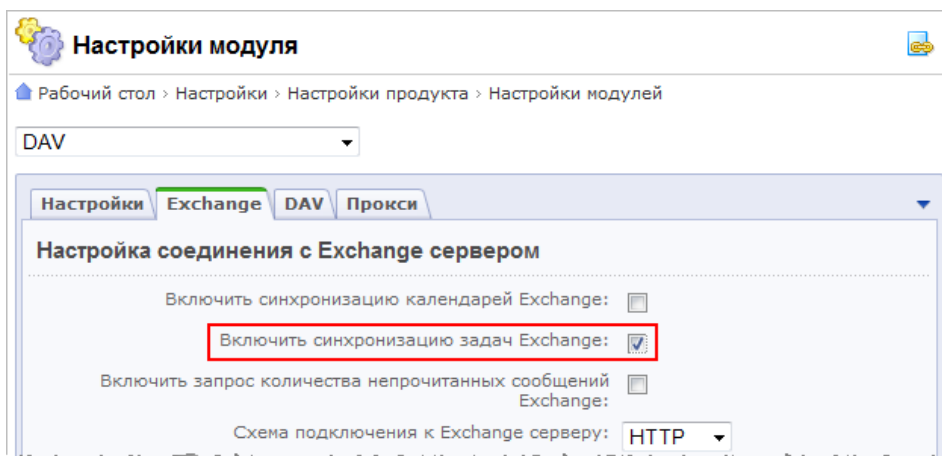 Настройки модуля
Рабочий стол › Настройки › Настройки продукта › Настройки модулей
DAV
Настройки Exchange DAV Прокси
Настройка соединения с Exchange сервером
Включить синхронизацию календарей Exchange:
Включить синхронизацию задач Exchange:
Включить запрос количества непрочитанных сообщений
Exchange:
Схема подключения к Exchange серверу: HTTP